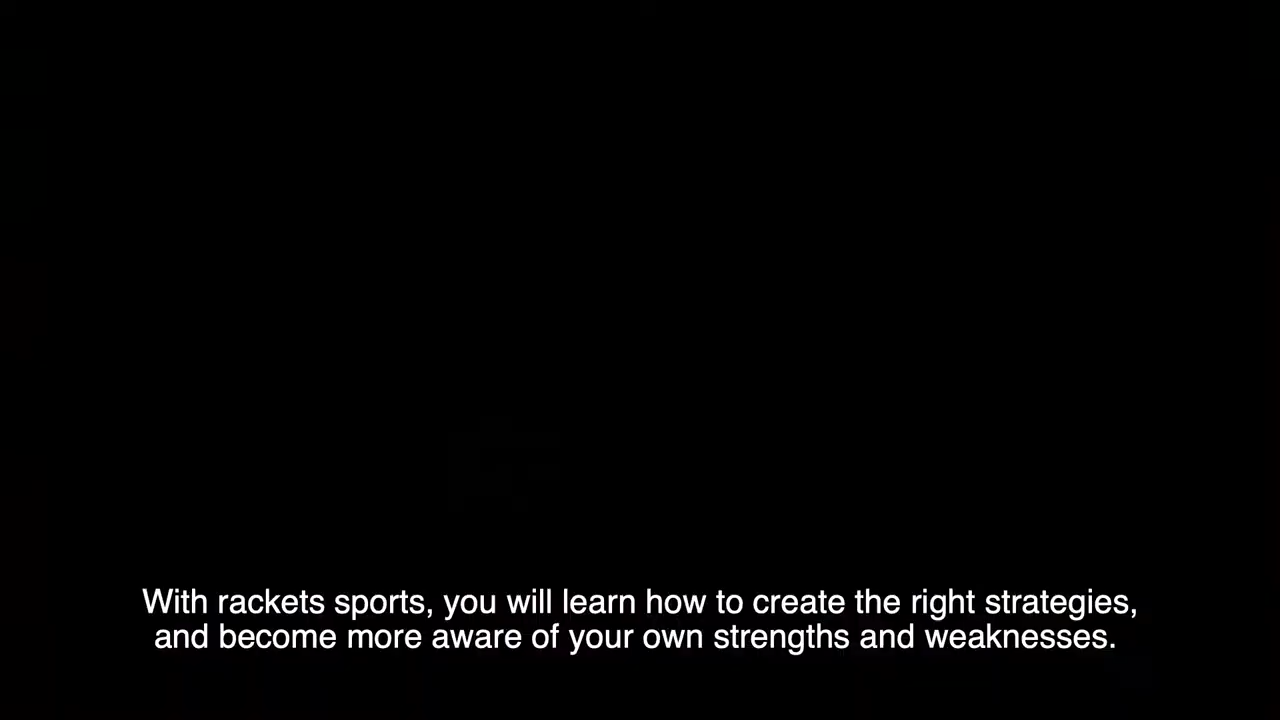 With rackets sports, you will learn how to create the right strategies,
and become more aware of your own strengths and weaknesses.